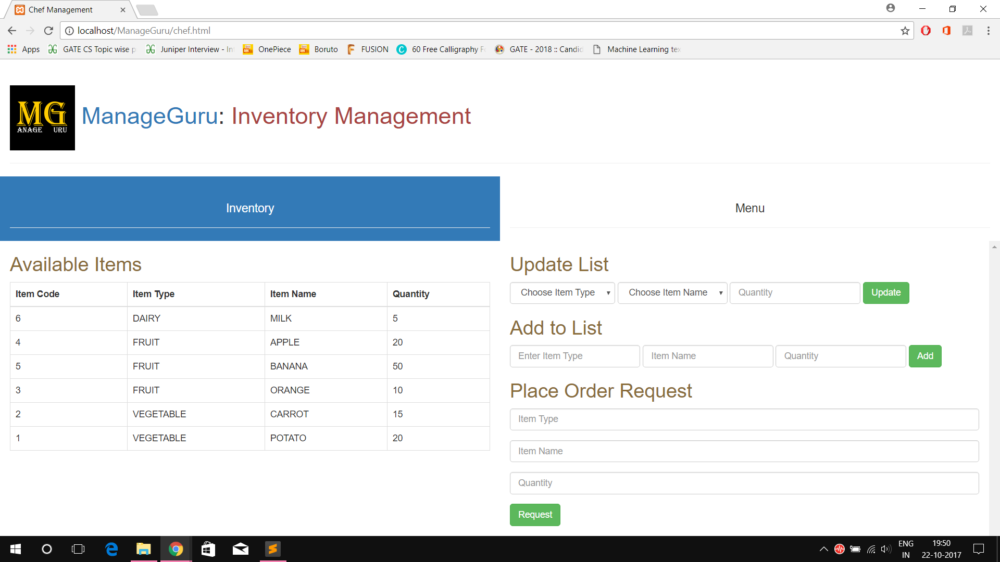 Chef Management
localhost/ManageGuru/chef.html
Apps GATE CS Topic wise p Juniper Interview - In OnePiece Boruto FUSION 60 Free Calligraphy Fo GATE - 2018 :: Candid Machine Learning tex
MG
ANAGE URU
ManageGuru: Inventory Management
Inventory Menu
Available Items
Item Code Item Type Item Name Quantity
6 DAIRY MILK 5
4 FRUIT APPLE 20
5 FRUIT BANANA 50
3 FRUIT ORANGE 10
2 VEGETABLE CARROT 15
1 VEGETABLE POTATO 20
Update List
Choose Item Type Choose Item Name Quantity Update
Add to List
Enter Item Type Item Name Quantity Add
Place Order Request
Item Type
Item Name
Quantity
Request
ENG 19:50
IN 22-10-2017